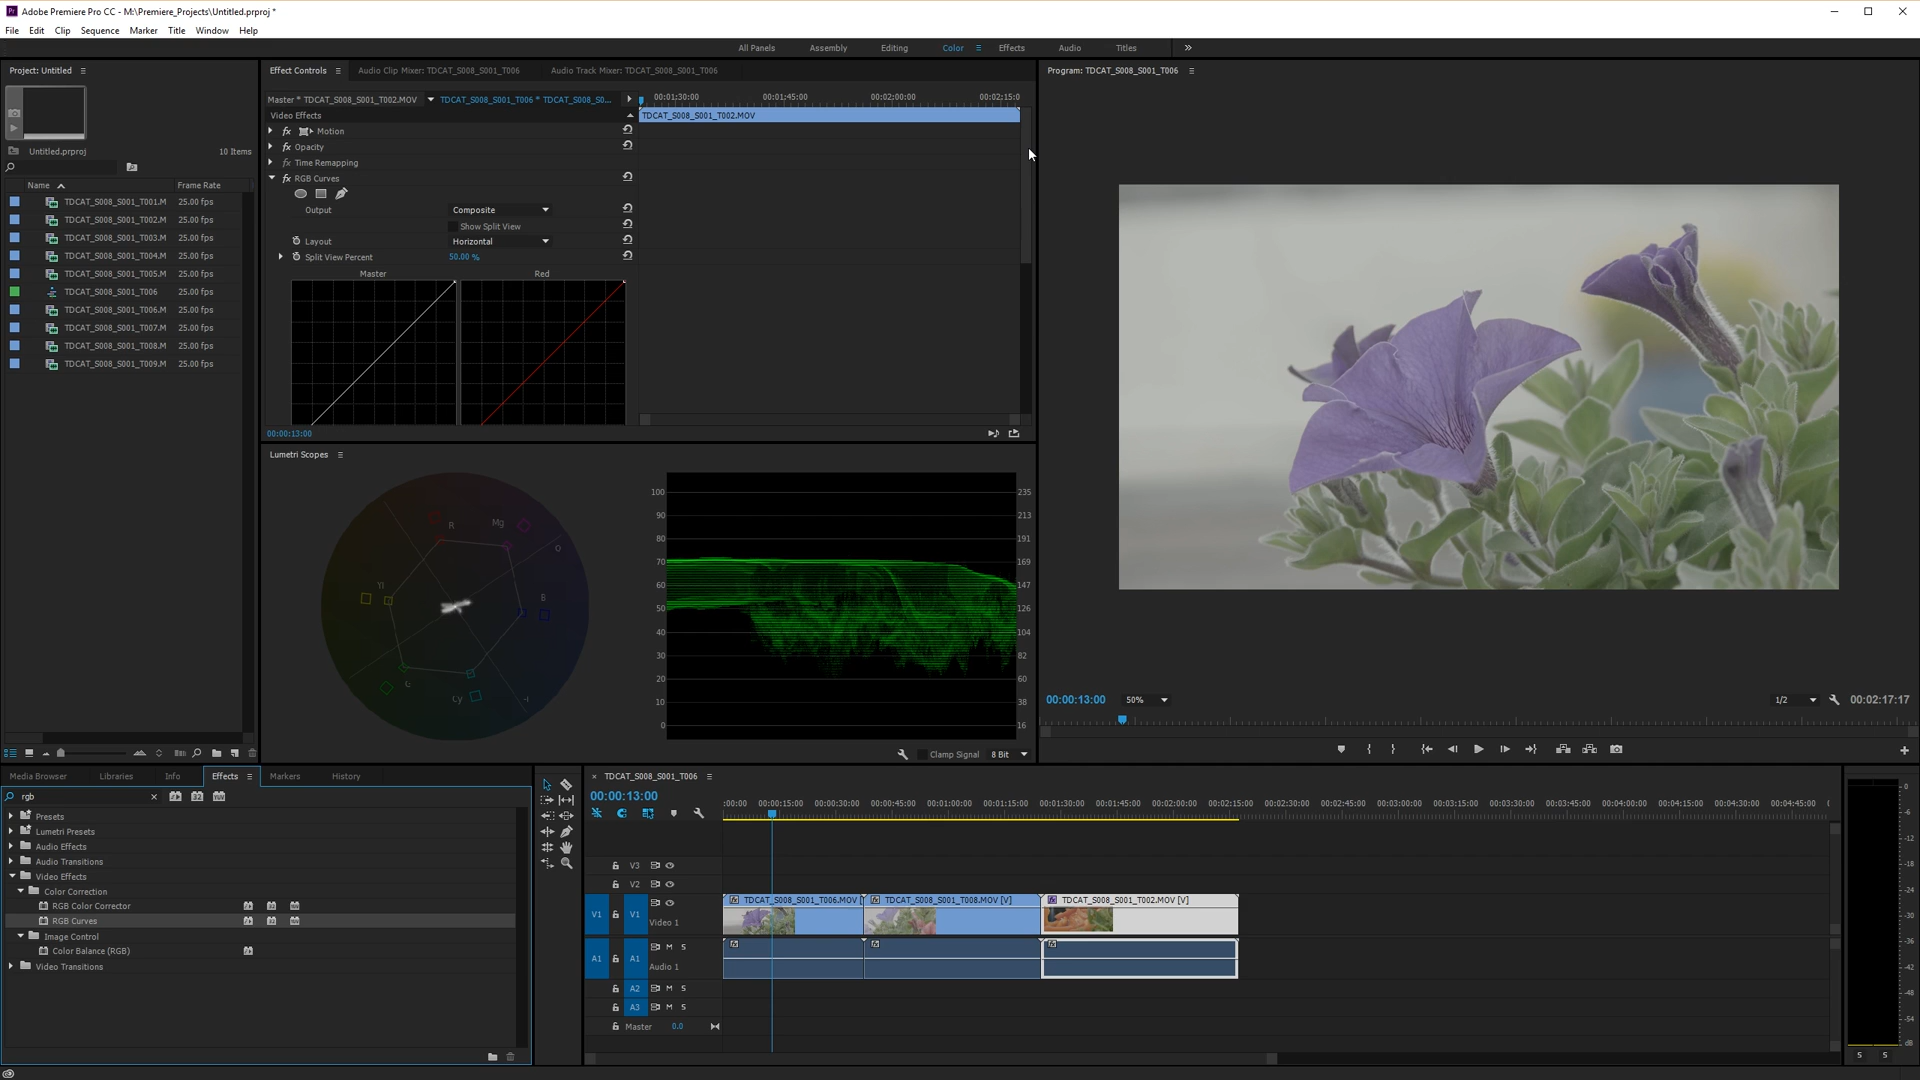 Adobe Premiere Pro CC - M:\Premiere_Projects\Untitled.prproj *
File Edit Clip Sequence Marker Title Window Help
All Panels Assembly Editing Color Effects Audio Titles
Project: Untitled
Untitled.prproj 10 Items
Name Frame Rate
TDCAT_S008_S001_T001.M 25.00 fps
TDCAT_S008_S001_T002.M 25.00 fps
TDCAT_S008_S001_T003.M 25.00 fps
TDCAT_S008_S001_T004.M 25.00 fps
TDCAT_S008_S001_T005.M 25.00 fps
TDCAT_S008_S001_T006 25.00 fps
TDCAT_S008_S001_T006.M 25.00 fps
TDCAT_S008_S001_T007.M 25.00 fps
TDCAT_S008_S001_T008.M 25.00 fps
TDCAT_S008_S001_T009.M 25.00 fps
Effect Controls Audio Clip Mixer: TDCAT_S008_S001_T006 Audio Track Mixer: TDCAT_S008_S001_T006
Master * TDCAT_S008_S001_T002.MOV TDCAT_S008_S001_T006 * TDCAT_S008_S0...
00:01:30:00 00:01:45:00 00:02:00:00 00:02:15:0
Video Effects
TDCAT_S008_S001_T002.MOV
fx Motion
fx Opacity
fx Time Remapping
fx RGB Curves
Output Composite
Show Split View
Layout Horizontal
Split View Percent 50.00 %
Master Red
00:00:13:00
Lumetri Scopes
R Mg Q B Yl G Cy -I
100 235
90 213
80 191
70 169
60 147
50 126
40 104
30 82
20 60
10 38
0 16
Clamp Signal 8 Bit
Program: TDCAT_S008_S001_T006
00:00:13:00 50% 1/2 00:02:17:17
Media Browser Libraries Info Effects Markers History
rgb
Presets
Lumetri Presets
Audio Effects
Audio Transitions
Video Effects
Color Correction
RGB Color Corrector
RGB Curves
Image Control
Color Balance (RGB)
Video Transitions
TDCAT_S008_S001_T006
00:00:13:00
:00:00 00:00:15:00 00:00:30:00 00:00:45:00 00:01:00:00 00:01:15:00 00:01:30:00 00:01:45:00 00:02:00:00 00:02:15:00 00:02:30:00 00:02:45:00 00:03:00:00 00:03:15:00 00:03:30:00 00:03:45:00 00:04:00:00 00:04:15:00 00:04:30:00 00:04:45:00
V3
V2
V1 V1 Video 1
TDCAT_S008_S001_T006.MOV [ TDCAT_S008_S001_T008.MOV [V] TDCAT_S008_S001_T002.MOV [V]
A1 A1 M S Audio 1
A2 M S
A3 M S
Master 0.0
0
-6
-12
-18
-24
-30
-36
-42
-48
-54
dB
S S